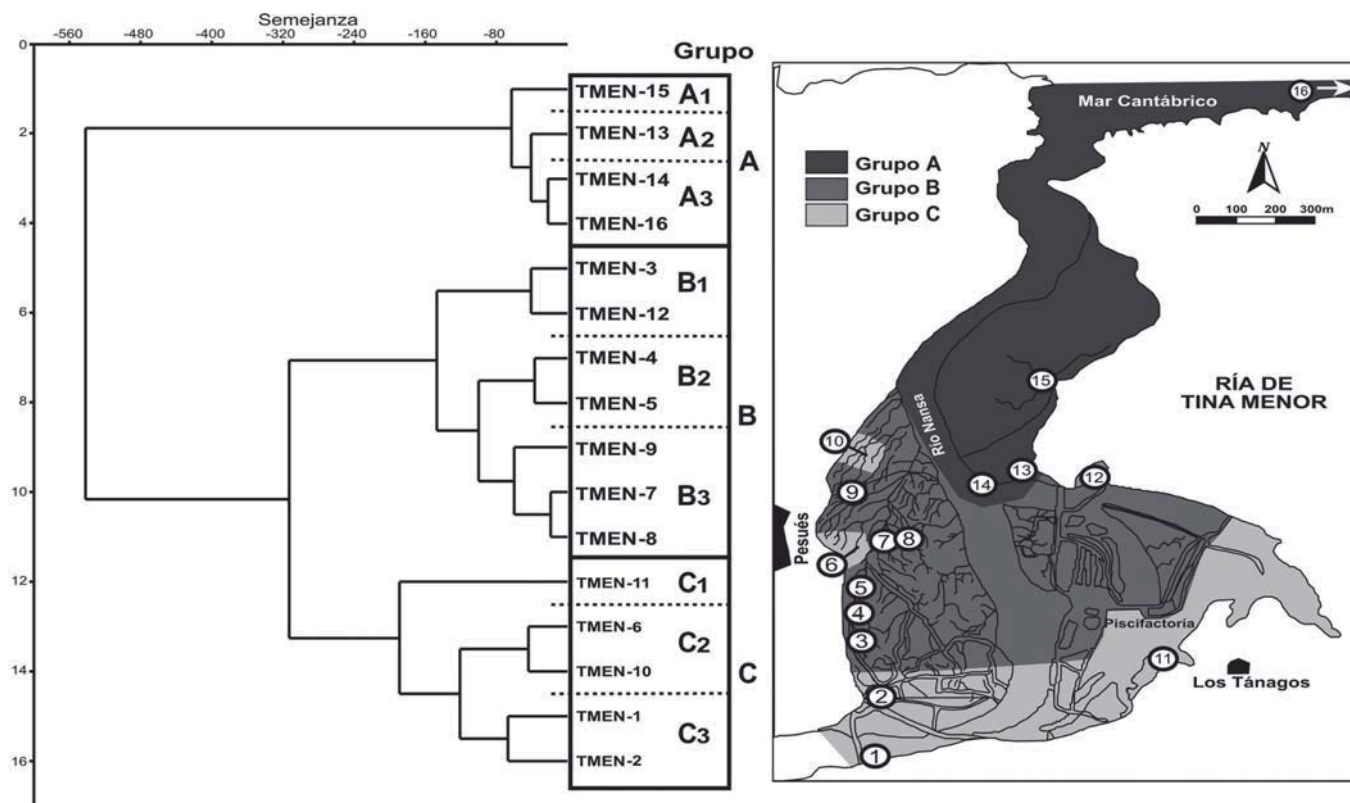 Semejanza
-560 -480 -400 -320 -240 -160 -80
Grupo
0
2
4
6
8
10
12
14
16
TMEN-15
TMEN-13
TMEN-14
TMEN-16
TMEN-3
TMEN-12
TMEN-4
TMEN-5
TMEN-9
TMEN-7
TMEN-8
TMEN-11
TMEN-6
TMEN-10
TMEN-1
TMEN-2
A1
A2
A3
B1
B2
B3
C1
C2
C3
A
B
C
Mar Cantábrico
16
Grupo A
Grupo B
Grupo C
N
0 100 200 300m
RÍA DE
TINA MENOR
Río Nansa
15
10
13
12
14
9
7 8
Pesués
6
5
4
3
Piscifactoría
11
Los Tánagos
2
1